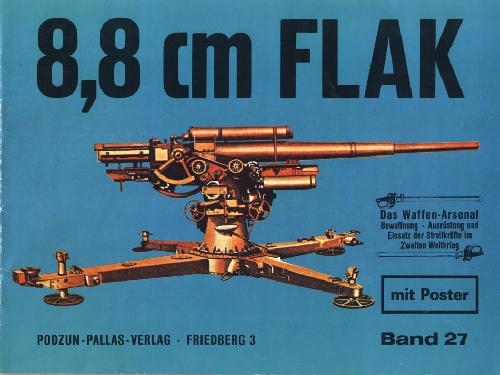 8,8 cm FLAK
Das Waffen-Arsenal
Bewaffnung - Ausrüstung und
Einsatz der Streitkräfte im
Zweiten Weltkrieg
mit Poster
PODZUN-PALLAS-VERLAG · FRIEDBERG 3
Band 27